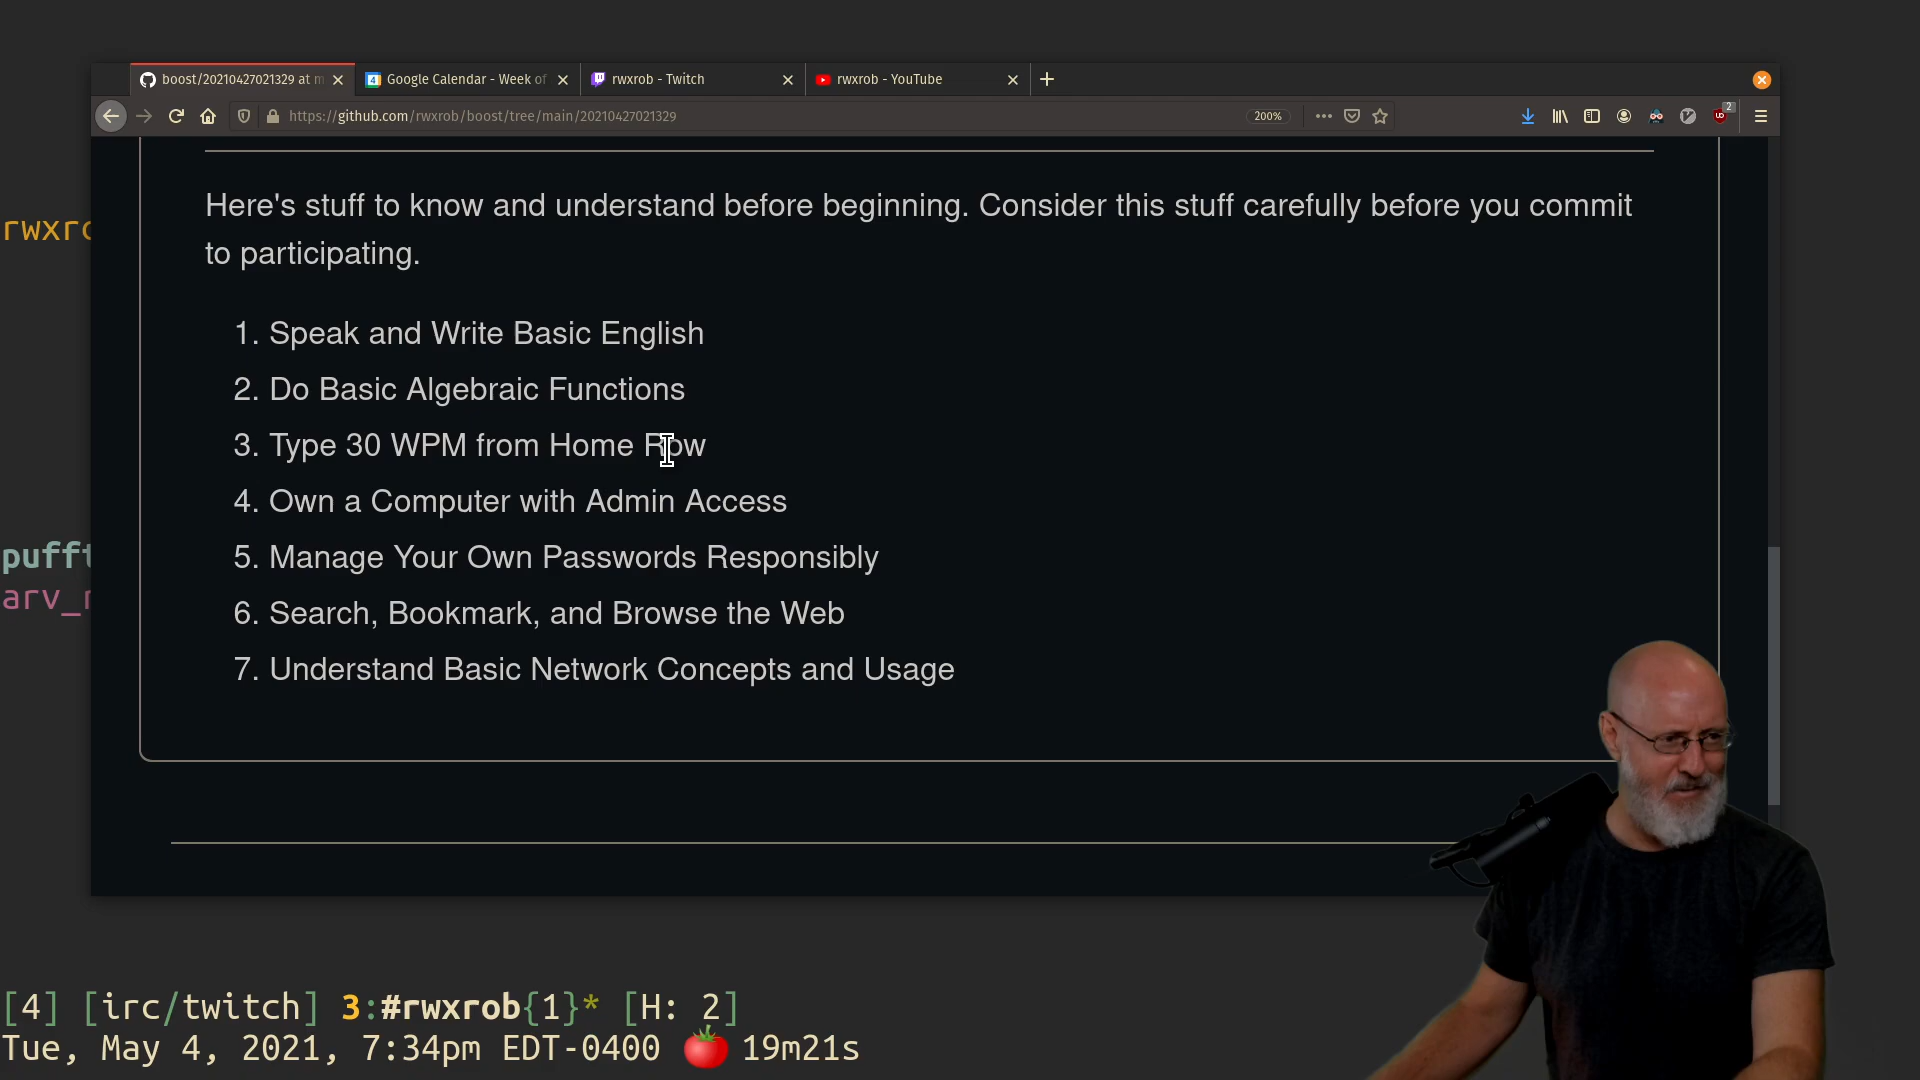 boost/20210427021329 at m
Google Calendar - Week of
rwxrob - Twitch
rwxrob - YouTube
https://github.com/rwxrob/boost/tree/main/20210427021329
200%
2
Here's stuff to know and understand before beginning. Consider this stuff carefully before you commit
to participating.
1. Speak and Write Basic English
2. Do Basic Algebraic Functions
3. Type 30 WPM from Home Row
4. Own a Computer with Admin Access
5. Manage Your Own Passwords Responsibly
6. Search, Bookmark, and Browse the Web
7. Understand Basic Network Concepts and Usage
rwxro
pufft
arv_r
[4] [irc/twitch] 3:#rwxrob{1}* [H: 2]
Tue, May 4, 2021, 7:34pm EDT-0400 🍅 19m21s